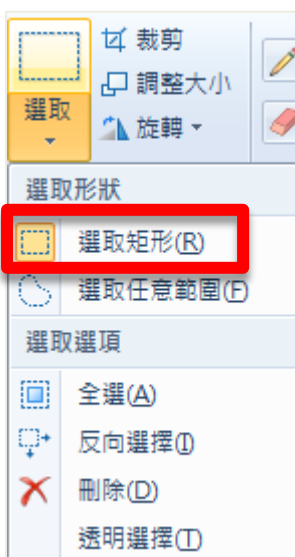 裁剪
調整大小
選取
旋轉
選取形狀
選取矩形(R)
選取任意範圍(F)
選取選項
全選(A)
反向選擇(I)
刪除(D)
透明選擇(T)